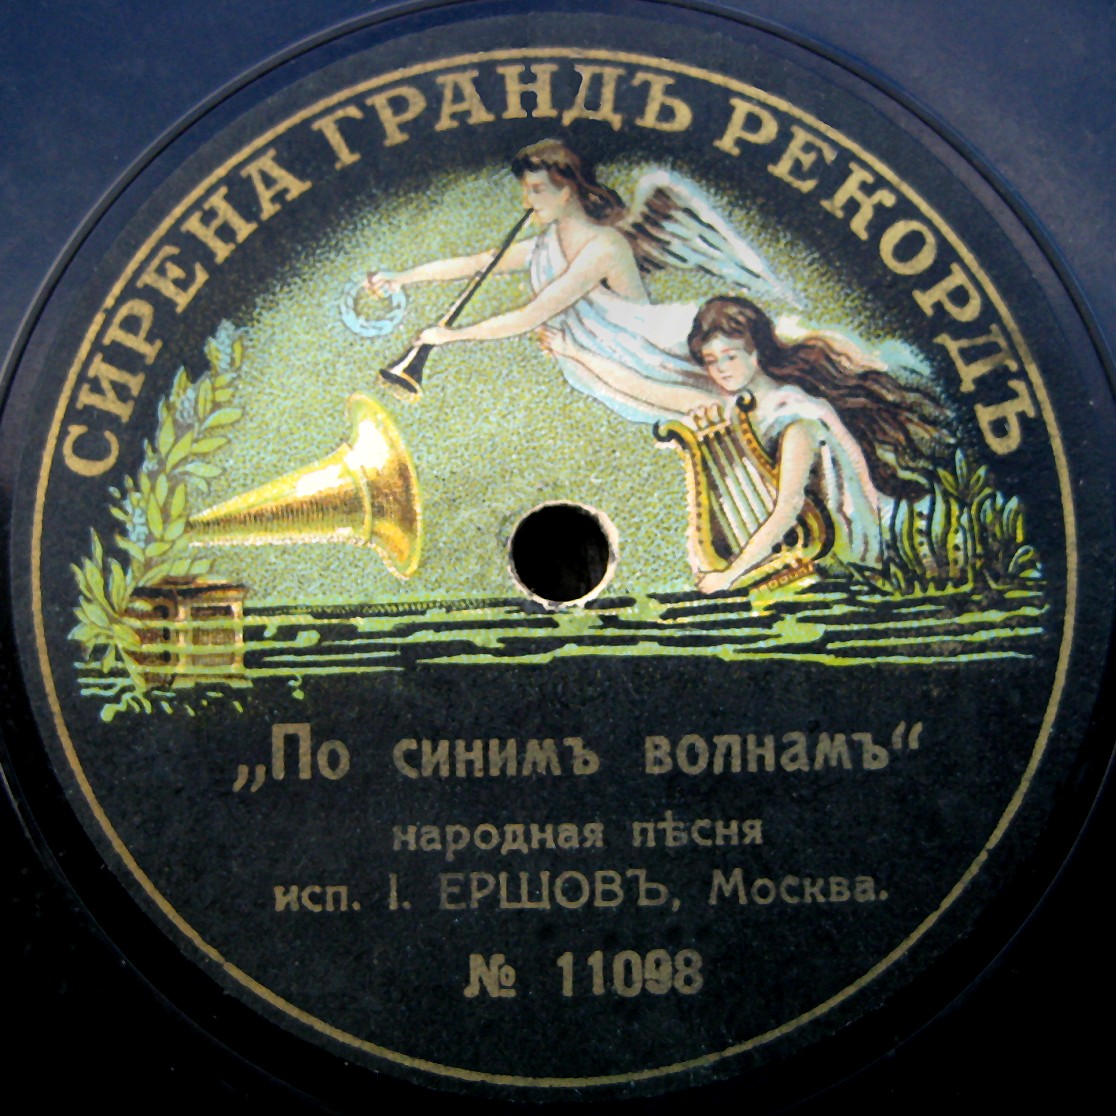 СИРЕНА ГРАНДЪ РЕКОРДЪ
„По синимъ волнамъ“
народная пѣсня
исп. І. ЕРШОВЪ, Москва.
№ 11098